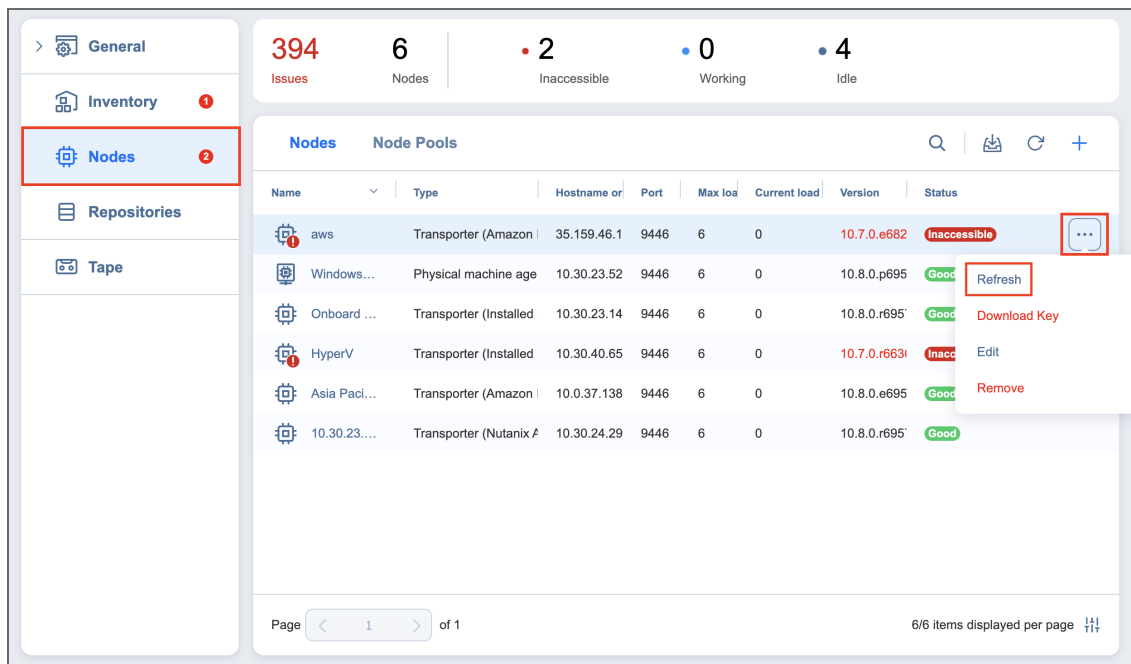 General
Inventory 1
Nodes 2
Repositories
Tape
394 6 2 0 4
Issues Nodes Inaccessible Working Idle
Nodes Node Pools
Name Type Hostname or Port Max loa Current load Version Status
aws Transporter (Amazon 35.159.46.1 9446 6 0 10.7.0.e682 Inaccessible ...
Windows... Physical machine age 10.30.23.52 9446 6 0 10.8.0.p695 Good
Refresh
Onboard ... Transporter (Installed 10.30.23.14 9446 6 0 10.8.0.r695 Good
Download Key
HyperV Transporter (Installed 10.30.40.65 9446 6 0 10.7.0.r663 Inacc
Edit
Asia Paci... Transporter (Amazon 10.0.37.138 9446 6 0 10.8.0.e695 Good
Remove
10.30.23.... Transporter (Nutanix 10.30.24.29 9446 6 0 10.8.0.r695 Good
Page 1 of 1
6/6 items displayed per page